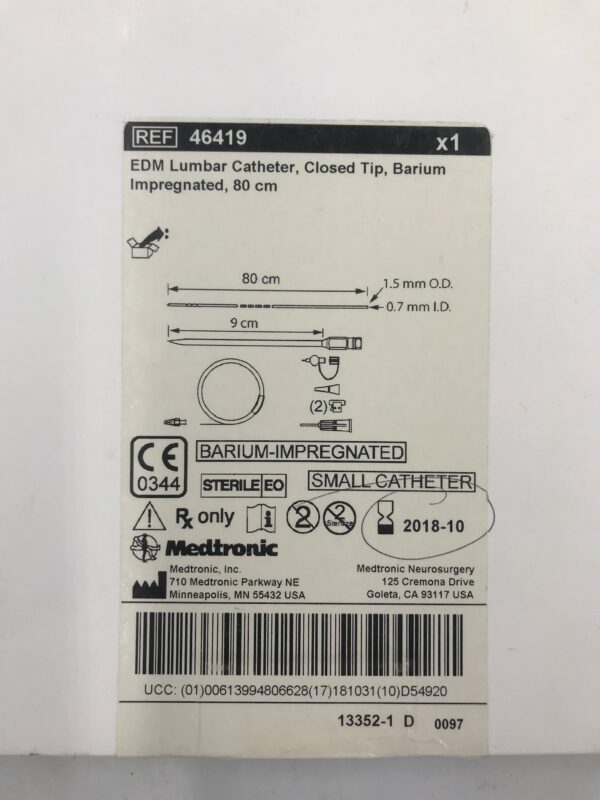 REF 46419 x1
EDM Lumbar Catheter, Closed Tip, Barium
Impregnated, 80 cm
80 cm
1.5 mm O.D.
0.7 mm I.D.
9 cm
(2)
CE
0344
BARIUM-IMPREGNATED
STERILE EO
SMALL CATHETER
Rx only
i
2
2
Sterilize
2018-10
Medtronic
Medtronic, Inc.
710 Medtronic Parkway NE
Minneapolis, MN 55432 USA
Medtronic Neurosurgery
125 Cremona Drive
Goleta, CA 93117 USA
UCC: (01)00613994806628(17)181031(10)D54920
13352-1 D 0097